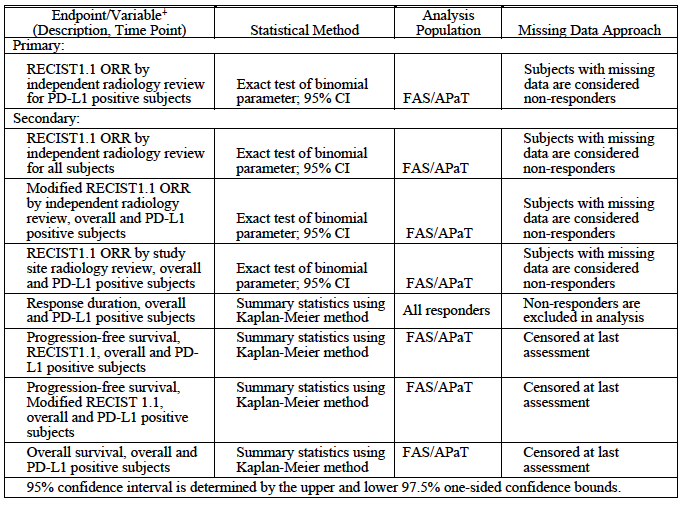 Endpoint/Variable‡
(Description, Time Point)
Statistical Method
Analysis
Population
Missing Data Approach
Primary:
RECIST1.1 ORR by
independent radiology review
for PD-L1 positive subjects
Exact test of binomial
parameter; 95% CI
FAS/APaT
Subjects with missing
data are considered
non-responders
Secondary:
RECIST1.1 ORR by
independent radiology review
for all subjects
Exact test of binomial
parameter; 95% CI
FAS/APaT
Subjects with missing
data are considered
non-responders
Modified RECIST1.1 ORR
by independent radiology
review, overall and PD-L1
positive subjects
Exact test of binomial
parameter; 95% CI
FAS/APaT
Subjects with missing
data are considered
non-responders
RECIST1.1 ORR by study
site radiology review, overall
and PD-L1 positive subjects
Exact test of binomial
parameter; 95% CI
FAS/APaT
Subjects with missing
data are considered
non-responders
Response duration, overall
and PD-L1 positive subjects
Summary statistics using
Kaplan-Meier method
All responders
Non-responders are
excluded in analysis
Progression-free survival,
RECIST1.1, overall and PD-
L1 positive subjects
Summary statistics using
Kaplan-Meier method
FAS/APaT
Censored at last
assessment
Progression-free survival,
Modified RECIST 1.1,
overall and PD-L1 positive
subjects
Summary statistics using
Kaplan-Meier method
FAS/APaT
Censored at last
assessment
Overall survival, overall and
PD-L1 positive subjects
Summary statistics using
Kaplan-Meier method
FAS/APaT
Censored at last
assessment
95% confidence interval is determined by the upper and lower 97.5% one-sided confidence bounds.